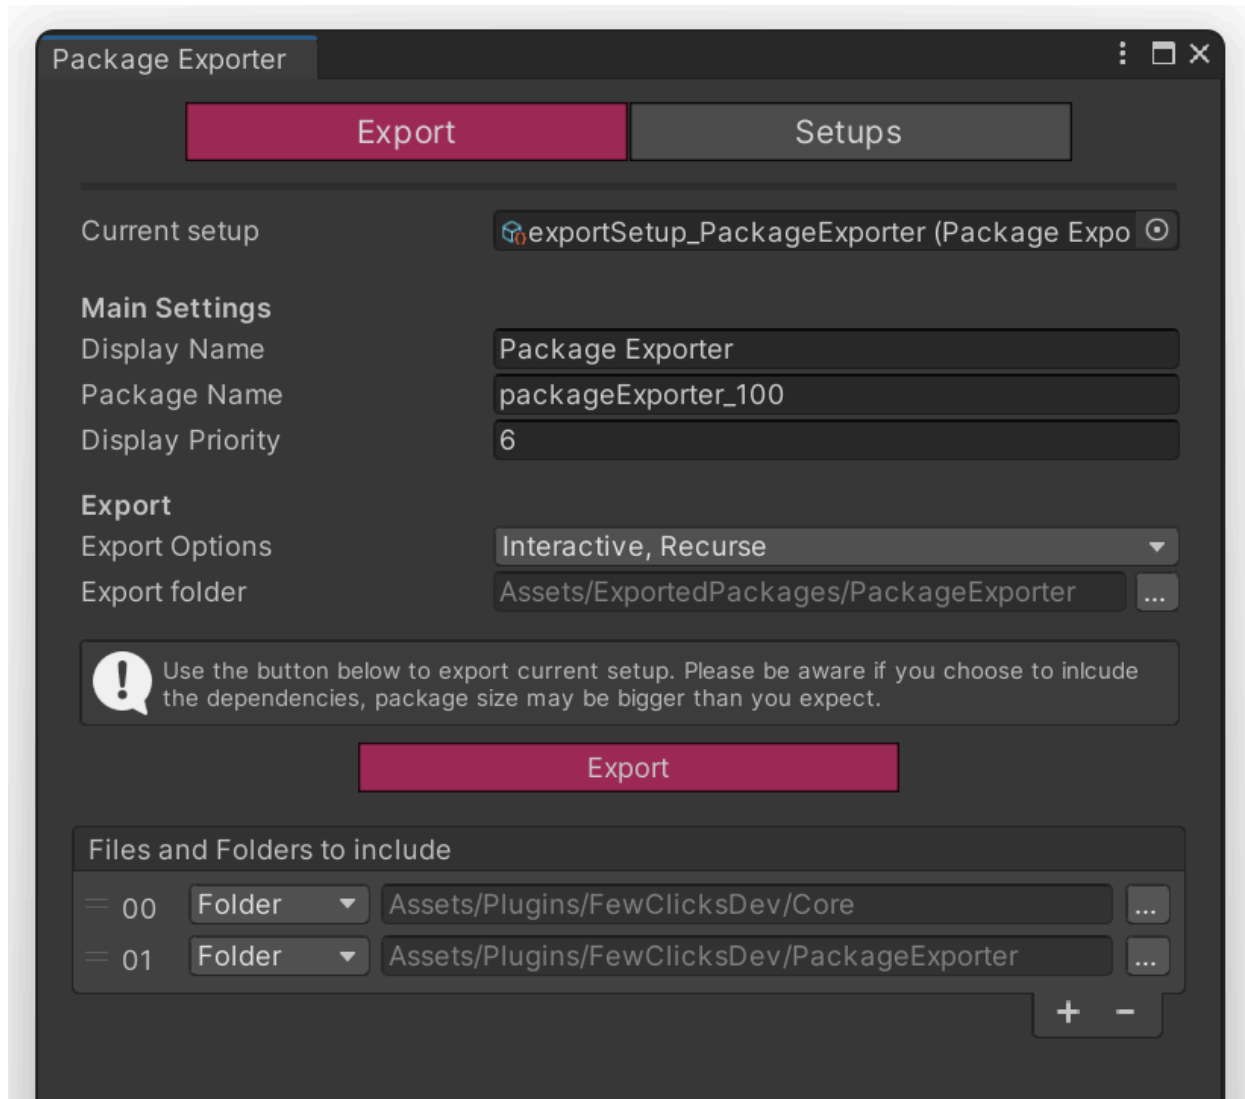 Package Exporter
Export Setups
Current setup exportSetup_PackageExporter (Package Expo
Main Settings
Display Name Package Exporter
Package Name packageExporter_100
Display Priority 6
Export
Export Options Interactive, Recurse
Export folder Assets/ExportedPackages/PackageExporter ...
Use the button below to export current setup. Please be aware if you choose to inlcude
the dependencies, package size may be bigger than you expect.
Export
Files and Folders to include
00 Folder Assets/Plugins/FewClicksDev/Core ...
01 Folder Assets/Plugins/FewClicksDev/PackageExporter ...
+ -